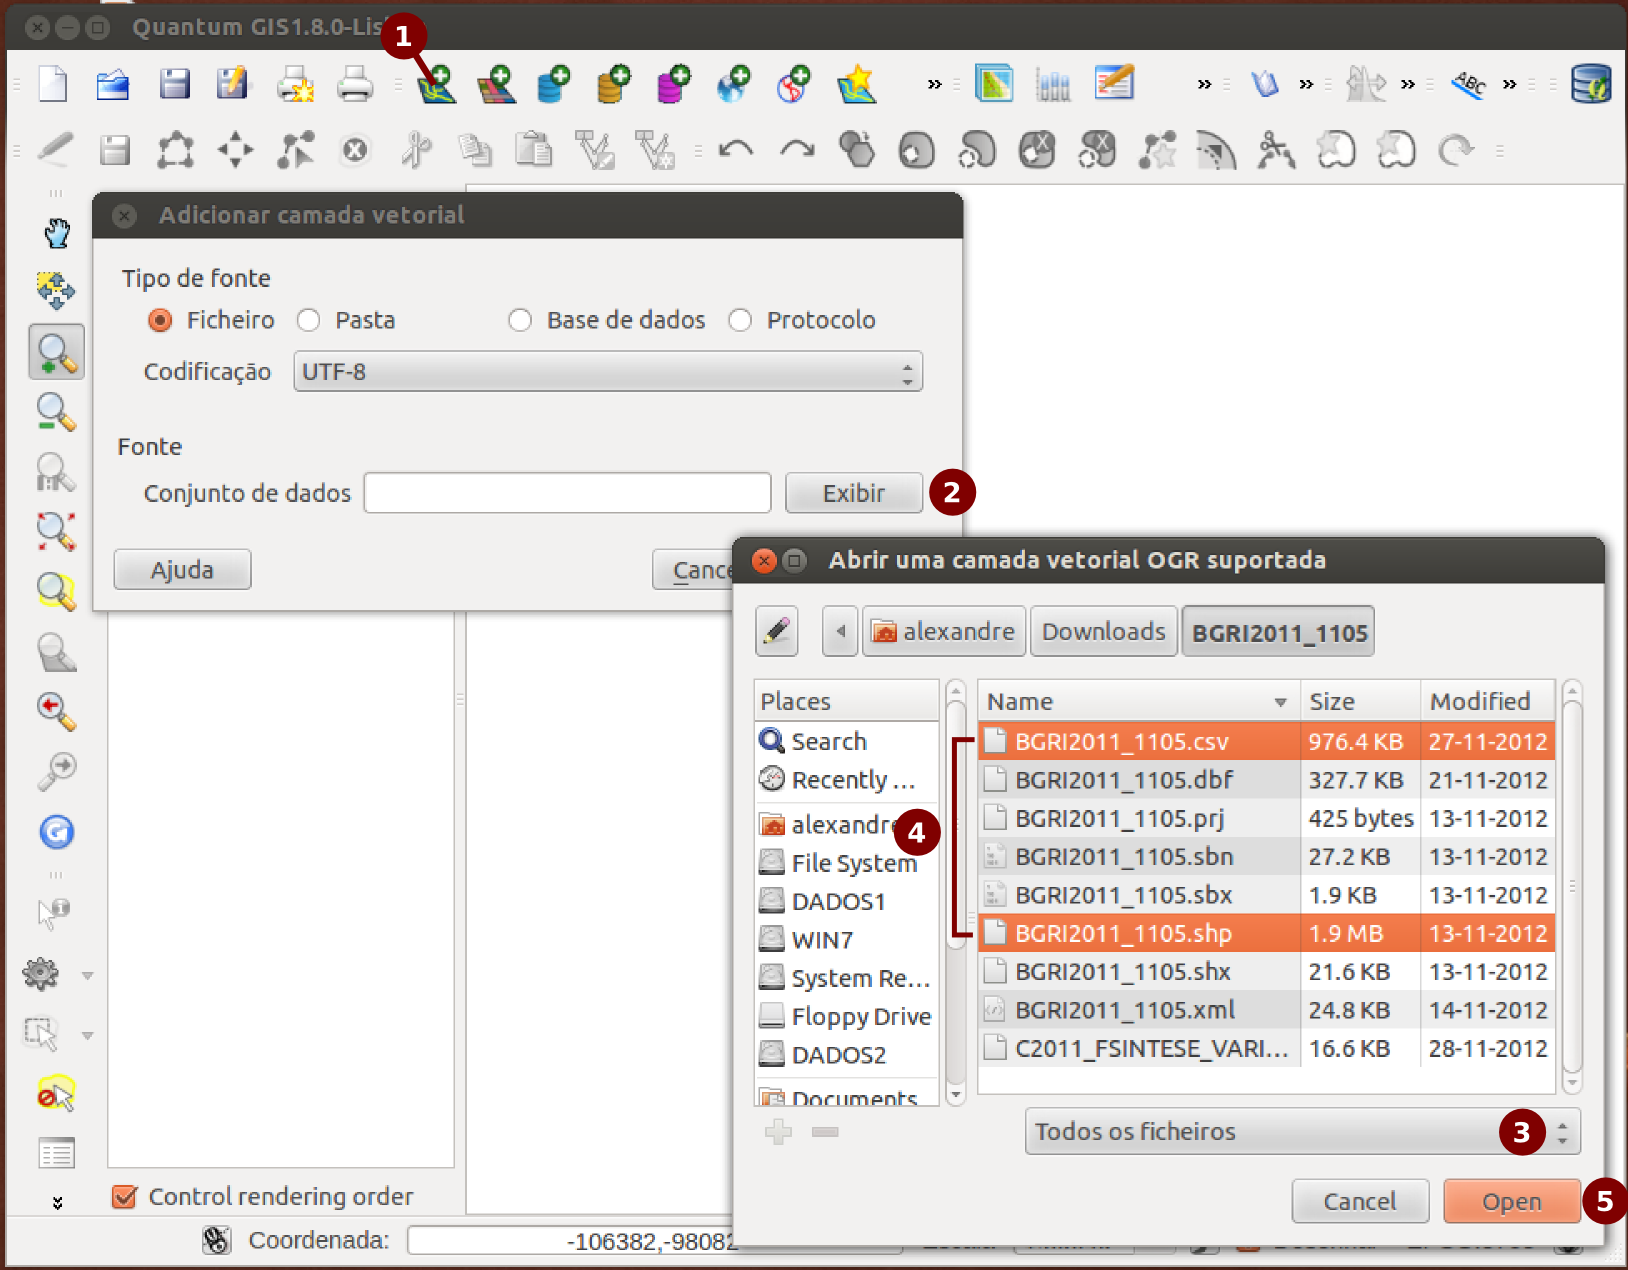 Quantum GIS1.8.0-Lis
1
ABC
Adicionar camada vetorial
Tipo de fonte
Ficheiro Pasta Base de dados Protocolo
Codificação UTF-8
Fonte
Conjunto de dados Exibir 2
Ajuda Cance
Abrir uma camada vetorial OGR suportada
alexandre Downloads BGRI2011_1105
Places Name Size Modified
Search BGRI2011_1105.csv 976.4 KB 27-11-2012
Recently ... BGRI2011_1105.dbf 327.7 KB 21-11-2012
alexandre BGRI2011_1105.prj 425 bytes 13-11-2012
4
File System BGRI2011_1105.sbn 27.2 KB 13-11-2012
DADOS1 BGRI2011_1105.sbx 1.9 KB 13-11-2012
WIN7 BGRI2011_1105.shp 1.9 MB 13-11-2012
System Re... BGRI2011_1105.shx 21.6 KB 13-11-2012
Floppy Drive BGRI2011_1105.xml 24.8 KB 14-11-2012
DADOS2 C2011_FSINTESE_VARI... 16.6 KB 28-11-2012
Documents
Todos os ficheiros 3
Control rendering order
Cancel Open 5
Coordenada: -106382,-98082